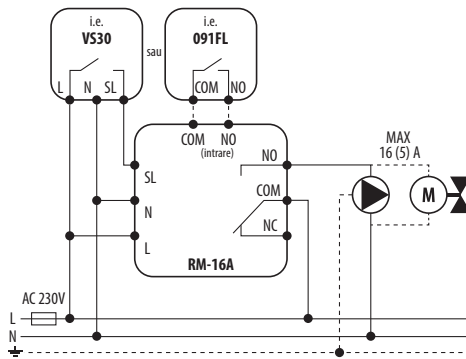 i.e.
VS30
sau
i.e.
091FL
L N SL
COM NO
COM NO
(intrare)
MAX
16 (5) A
NO
SL
COM
M
N
NC
L
RM-16A
AC 230V
L
N